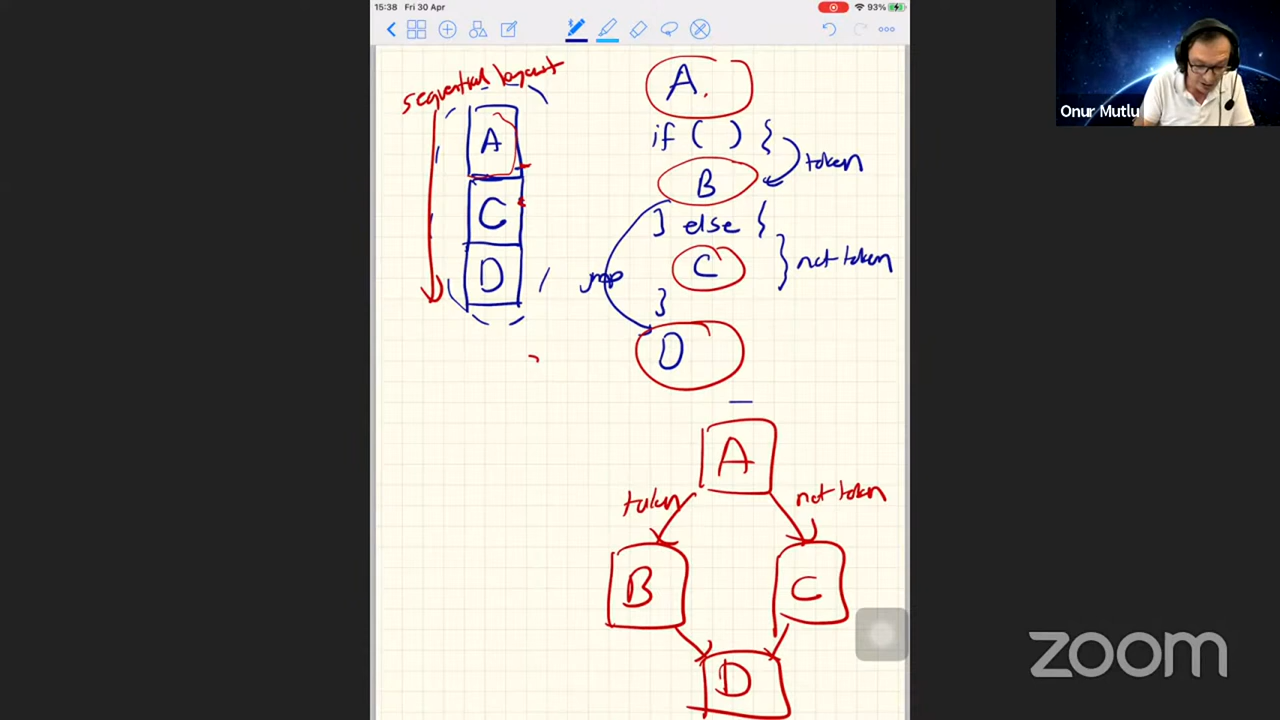 15:38 Fri 30 Apr
93%
Onur Mutlu
sequential layout
A
C
D
A.
if ( ) {
taken
B
} else {
C
not taken
}
jmp
D
A
taken
not taken
B
C
D
zoom